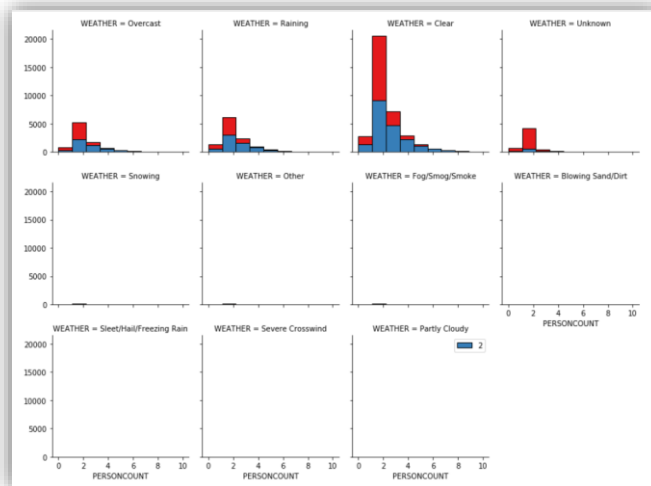 WEATHER = Overcast WEATHER = Raining WEATHER = Clear WEATHER = Unknown
20000
15000
10000
5000
0
WEATHER = Snowing WEATHER = Other WEATHER = Fog/Smog/Smoke WEATHER = Blowing Sand/Dirt
20000
15000
10000
5000
0
0 2 4 6 8 10
PERSONCOUNT
WEATHER = Sleet/Hail/Freezing Rain WEATHER = Severe Crosswind WEATHER = Partly Cloudy
2
20000
15000
10000
5000
0
0 2 4 6 8 10 0 2 4 6 8 10 0 2 4 6 8 10
PERSONCOUNT PERSONCOUNT PERSONCOUNT